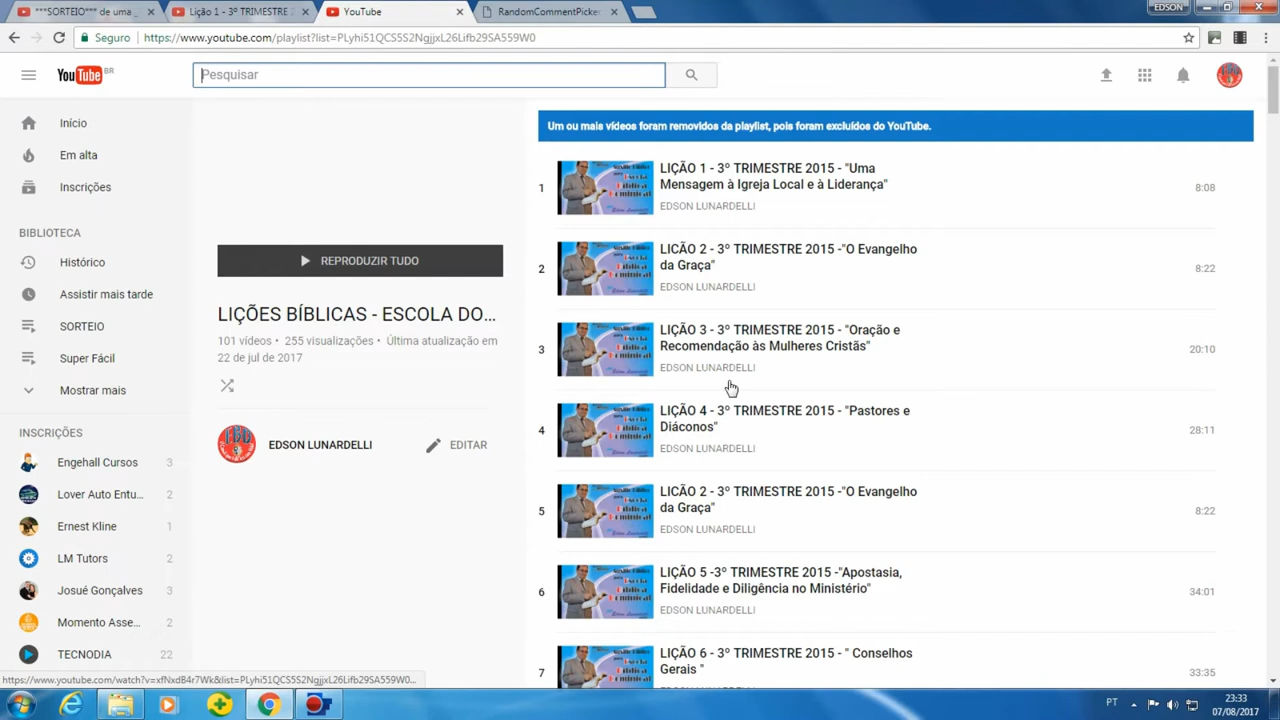 ***SORTEIO*** de uma
Lição 1 - 3º TRIMESTRE
YouTube
RandomCommentPicker
EDSON
Seguro
https://www.youtube.com/playlist?list=PLyhi51QCS5S2NgjjxL26Lifb29SA559W0
YouTube BR
Pesquisar
Início
Em alta
Inscrições
BIBLIOTECA
Histórico
Assistir mais tarde
SORTEIO
Super Fácil
Mostrar mais
INSCRIÇÕES
Engehall Cursos 3
Lover Auto Entu... 2
Ernest Kline 1
LM Tutors 2
Josué Gonçalves 3
Momento Asse... 2
TECNODIA 22
REPRODUZIR TUDO
LIÇÕES BÍBLICAS - ESCOLA DO...
101 vídeos • 255 visualizações • Última atualização em
22 de jul de 2017
EDSON LUNARDELLI
EDITAR
Um ou mais vídeos foram removidos da playlist, pois foram excluídos do YouTube.
1
LIÇÃO 1 - 3º TRIMESTRE 2015 - "Uma
Mensagem à Igreja Local e à Liderança"
EDSON LUNARDELLI
8:08
2
LICÃO 2 - 3º TRIMESTRE 2015 -"O Evangelho
da Graça"
EDSON LUNARDELLI
8:22
3
LIÇÃO 3 - 3º TRIMESTRE 2015 - "Oração e
Recomendação às Mulheres Cristãs"
EDSON LUNARDELLI
20:10
4
LIÇÃO 4 - 3º TRIMESTRE 2015 - "Pastores e
Diáconos"
EDSON LUNARDELLI
28:11
5
LICÃO 2 - 3º TRIMESTRE 2015 -"O Evangelho
da Graça"
EDSON LUNARDELLI
8:22
6
LIÇÃO 5 -3º TRIMESTRE 2015 -"Apostasia,
Fidelidade e Diligência no Ministério"
EDSON LUNARDELLI
34:01
7
LIÇÃO 6 - 3º TRIMESTRE 2015 - " Conselhos
Gerais "
33:35
https://www.youtube.com/watch?v=xfNxdB4r7Wk&list=PLyhi51QCS5S2NgjjxL26Lifb29SA559W0...
PT
23:33
07/08/2017